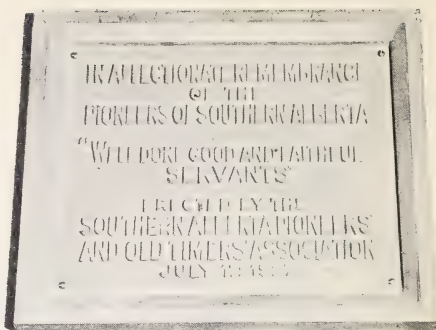 IN AFFECTIONATE REMEMBRANCE
OF THE
PIONEERS OF SOUTHERN ALBERTA
"WELL DONE GOOD AND FAITHFUL
SERVANTS"
ERECTED BY THE
SOUTHERN ALBERTA PIONEERS'
AND OLD TIMERS' ASSOCIATION
JULY